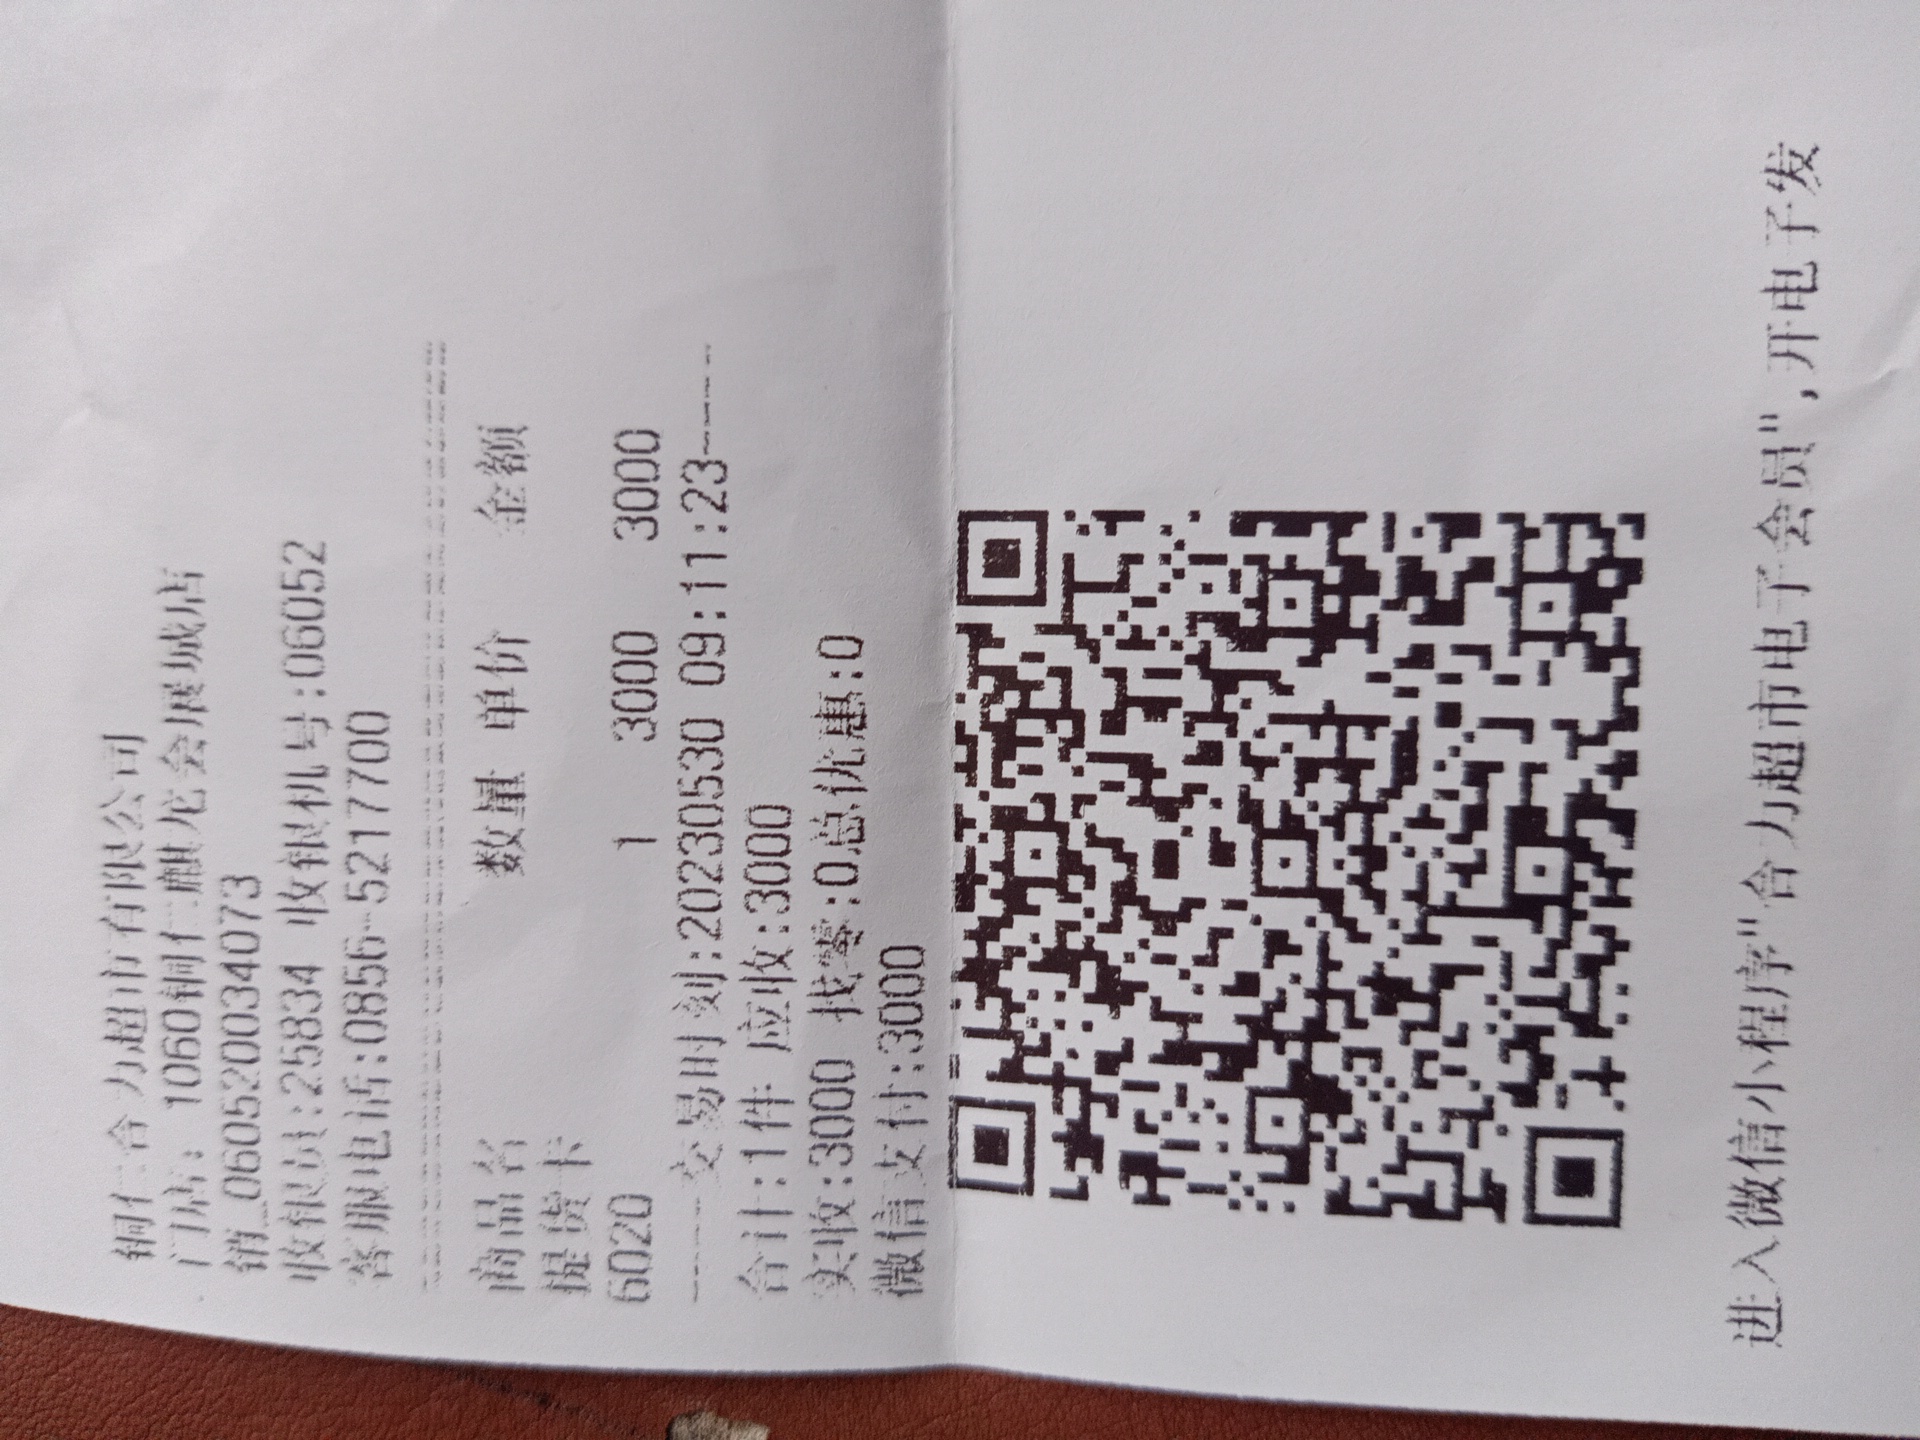 铜仁合力超市有限公司
门店: 1060铜仁麒龙会展城店
销_0605200340 73
收银员:25834 收银机号:06052
客服电话:0856-5217700
商品名 数量 单价 金额
提货卡
6020 1 3000 3000
交易时刻:20230530 09:11:23
合计:1件 应收:3000
实收:3000 找零:0总优惠:0
微信支付:3000
进入微信小程序"合力超市电子会员",开电子发